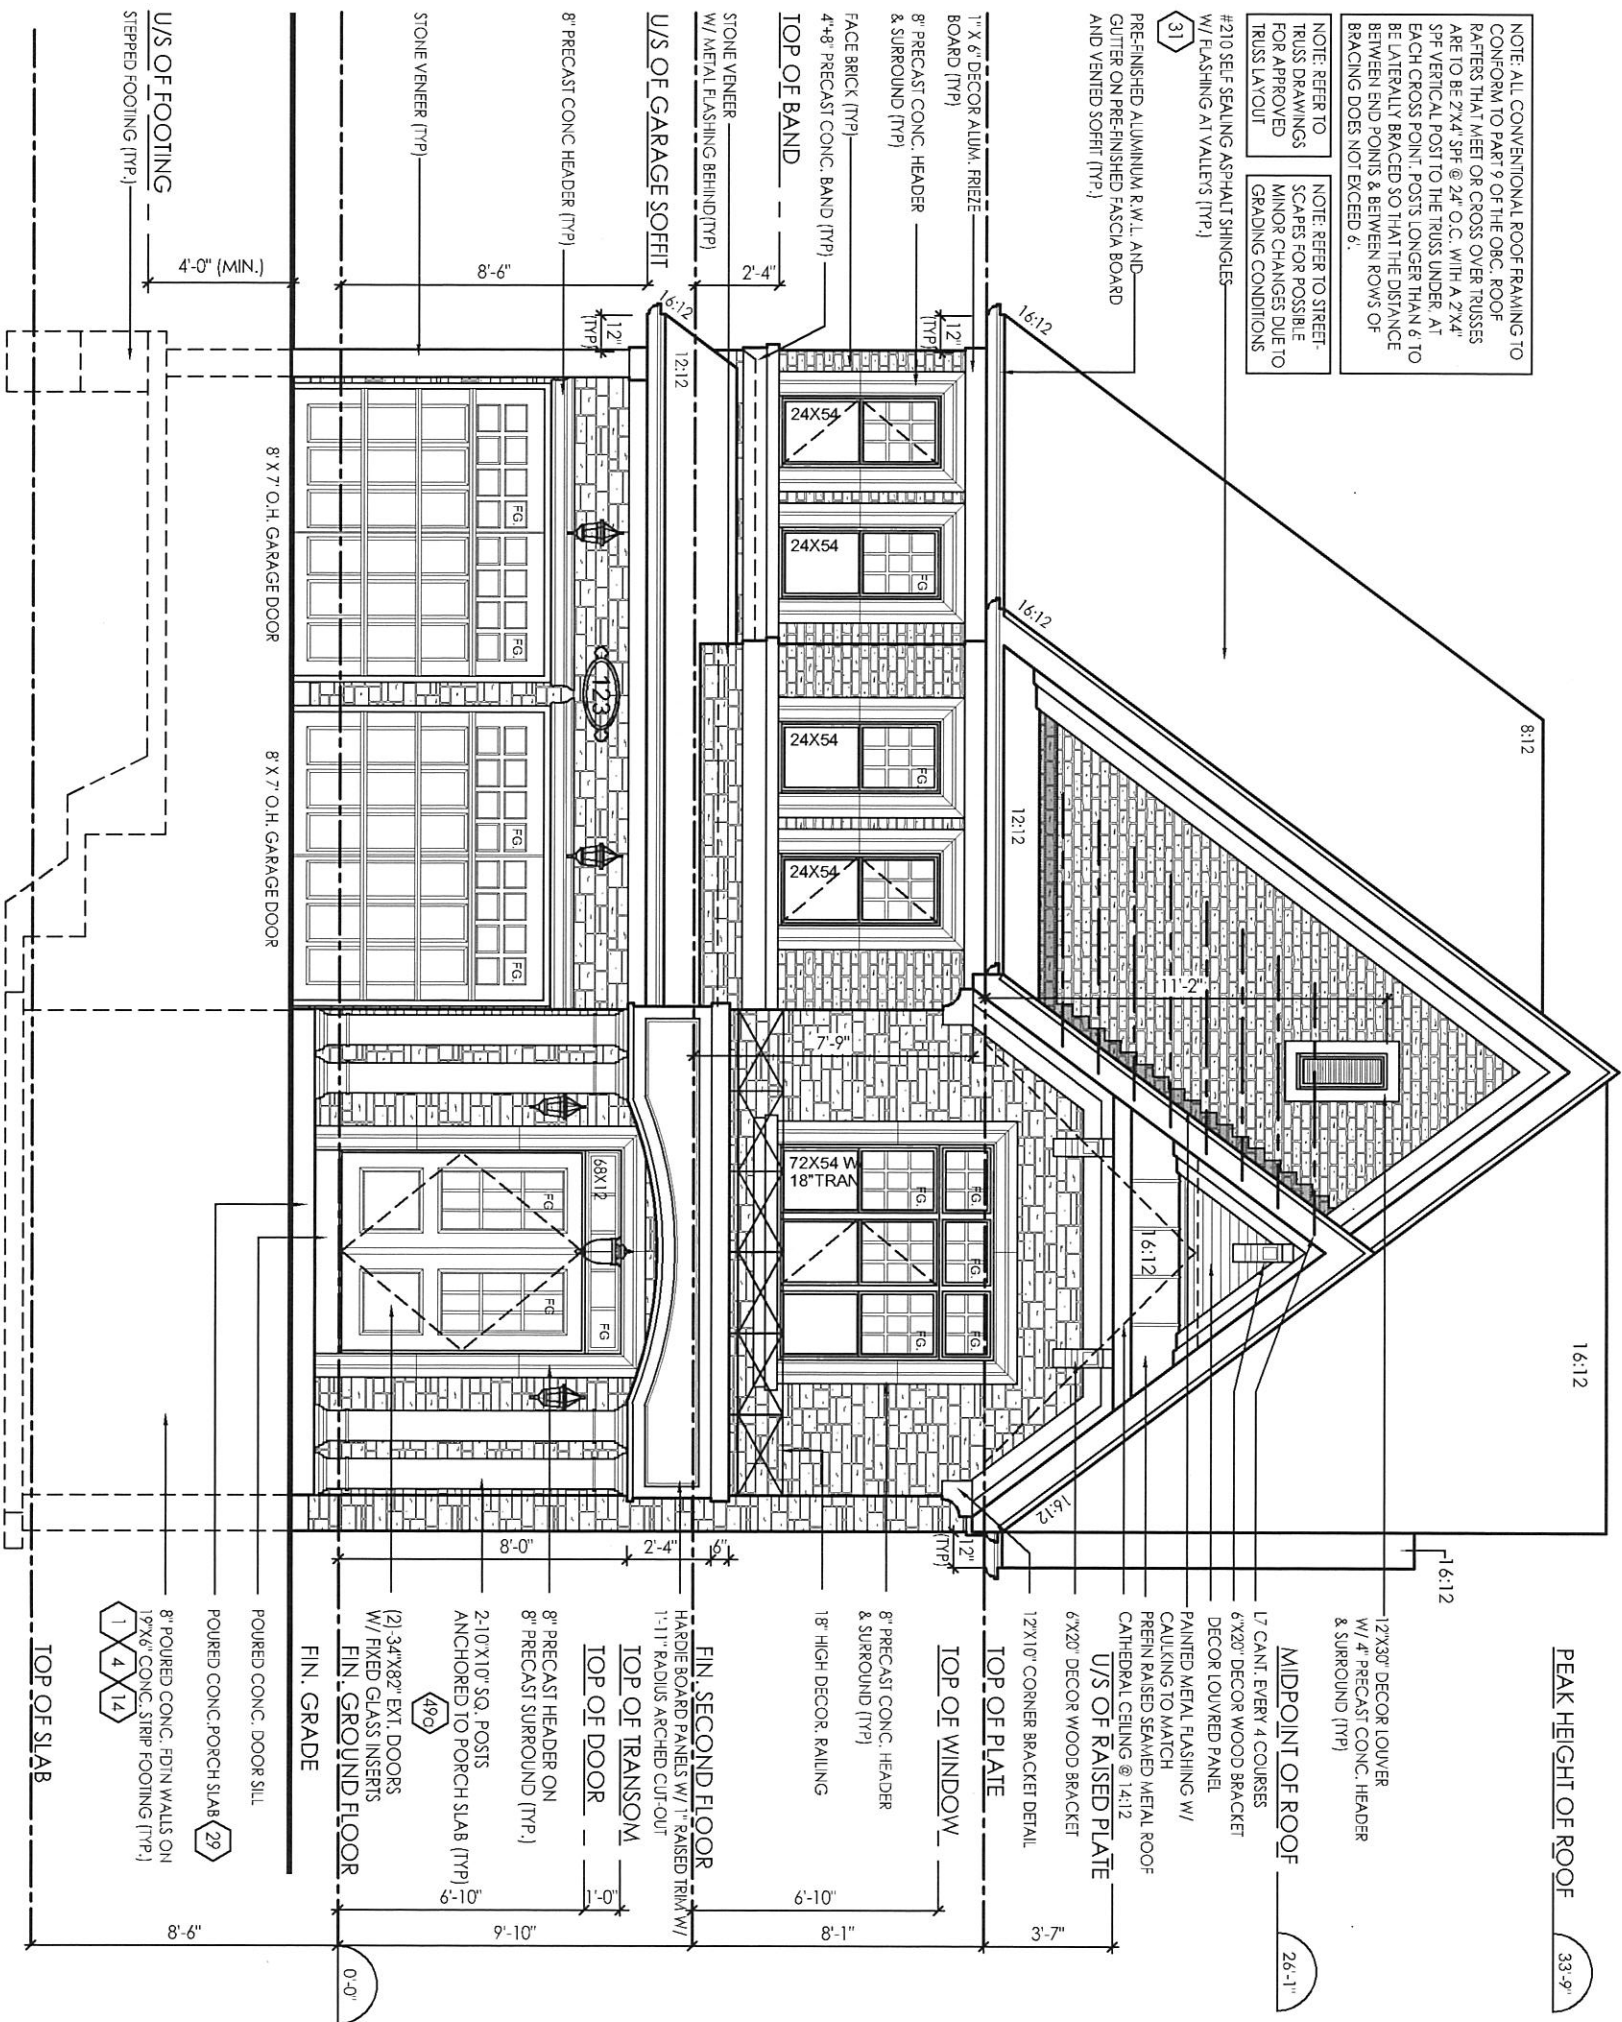 NOTE: ALL CONVENTIONAL ROOF FRAMING TO
CONFORM TO PART 9 OF THE OBC. ROOF
RAFTERS THAT MEET OR CROSS OVER TRUSSES
ARE TO BE 2"X4" SPF @ 24" O.C. WITH A 2"X4"
SPF VERTICAL POST TO THE TRUSS UNDER, AT
EACH CROSS POINT. POSTS LONGER THAN 6' TO
BE LATERALLY BRACED SO THAT THE DISTANCE
BETWEEN END POINTS & BETWEEN ROWS OF
BRACING DOES NOT EXCEED 6'.
NOTE: REFER TO
TRUSS DRAWINGS
FOR APPROVED
TRUSS LAYOUT
NOTE: REFER TO STREET-
SCAPES FOR POSSIBLE
MINOR CHANGES DUE TO
GRADING CONDITIONS
#210 SELF SEALING ASPHALT SHINGLES
W/ FLASHING AT VALLEYS (TYP.)
31
PRE-FINISHED ALUMINUM R.W.L. AND
GUTTER ON PRE-FINISHED FASCIA BOARD
AND VENTED SOFFIT (TYP.)
1" X 6" DECOR ALUM. FRIEZE
BOARD (TYP)
8" PRECAST CONC. HEADER
& SURROUND (TYP)
FACE BRICK (TYP)
4"+8" PRECAST CONC. BAND (TYP)
TOP OF BAND
STONE VENEER
W/ METAL FLASHING BEHIND(TYP)
U/S OF GARAGE SOFFIT
8" PRECAST CONC HEADER (TYP)
STONE VENEER (TYP)
U/S OF FOOTING
STEPPED FOOTING (TYP.)
2'-4"
8'-6"
4'-0" (MIN.)
16:12
8:12
16:12
12:12
16:12
12"
(TYP)
16:12
12:12
12"
(TYP)
11'-2"
7'-9"
16:12
16:12
16:12
12"
(TYP)
24X54
24X54
FG.
24X54
FG.
24X54
72X54 W
18"TRAN
FG.
FG.
FG.
FG.
FG.
123
FG.
FG.
FG.
FG.
68X12
FG
FG
FG
8' X 7' O.H. GARAGE DOOR
8' X 7' O.H. GARAGE DOOR
8'-0"
2'-4"
6"
PEAK HEIGHT OF ROOF
33'-9"
12"X30" DECOR LOUVER
W/ 4" PRECAST CONC. HEADER
& SURROUND (TYP)
MIDPOINT OF ROOF
26'-1"
L7 CANT. EVERY 4 COURSES
6"X20" DECOR WOOD BRACKET
DECOR LOUVRED PANEL
PAINTED METAL FLASHING W/
CAULKING TO MATCH
PREFIN RAISED SEAMED METAL ROOF
CATHEDRAL CEILING @ 14:12
U/S OF RAISED PLATE
6"X20" DECOR WOOD BRACKET
12"X10" CORNER BRACKET DETAIL
TOP OF PLATE
TOP OF WINDOW
8" PRECAST CONC. HEADER
& SURROUND (TYP)
18" HIGH DECOR. RAILING
FIN. SECOND FLOOR
HARDIE BOARD PANELS W/ 1" RAISED TRIM W/
1'-11" RADIUS ARCHED CUT-OUT
TOP OF TRANSOM
TOP OF DOOR
8" PRECAST HEADER ON
8" PRECAST SURROUND (TYP.)
2-10"X10" SQ. POSTS
ANCHORED TO PORCH SLAB (TYP)
49a
(2)-34"X82" EXT. DOORS
W/ FIXED GLASS INSERTS
FIN. GROUND FLOOR
FIN. GRADE
POURED CONC. DOOR SILL
POURED CONC.PORCH SLAB
29
8" POURED CONC. FDTN WALLS ON
19"X6" CONC. STRIP FOOTING (TYP.)
1
4
14
TOP OF SLAB
3'-7"
6'-10"
8'-1"
1'-0"
6'-10"
9'-10"
8'-6"
0'-0"